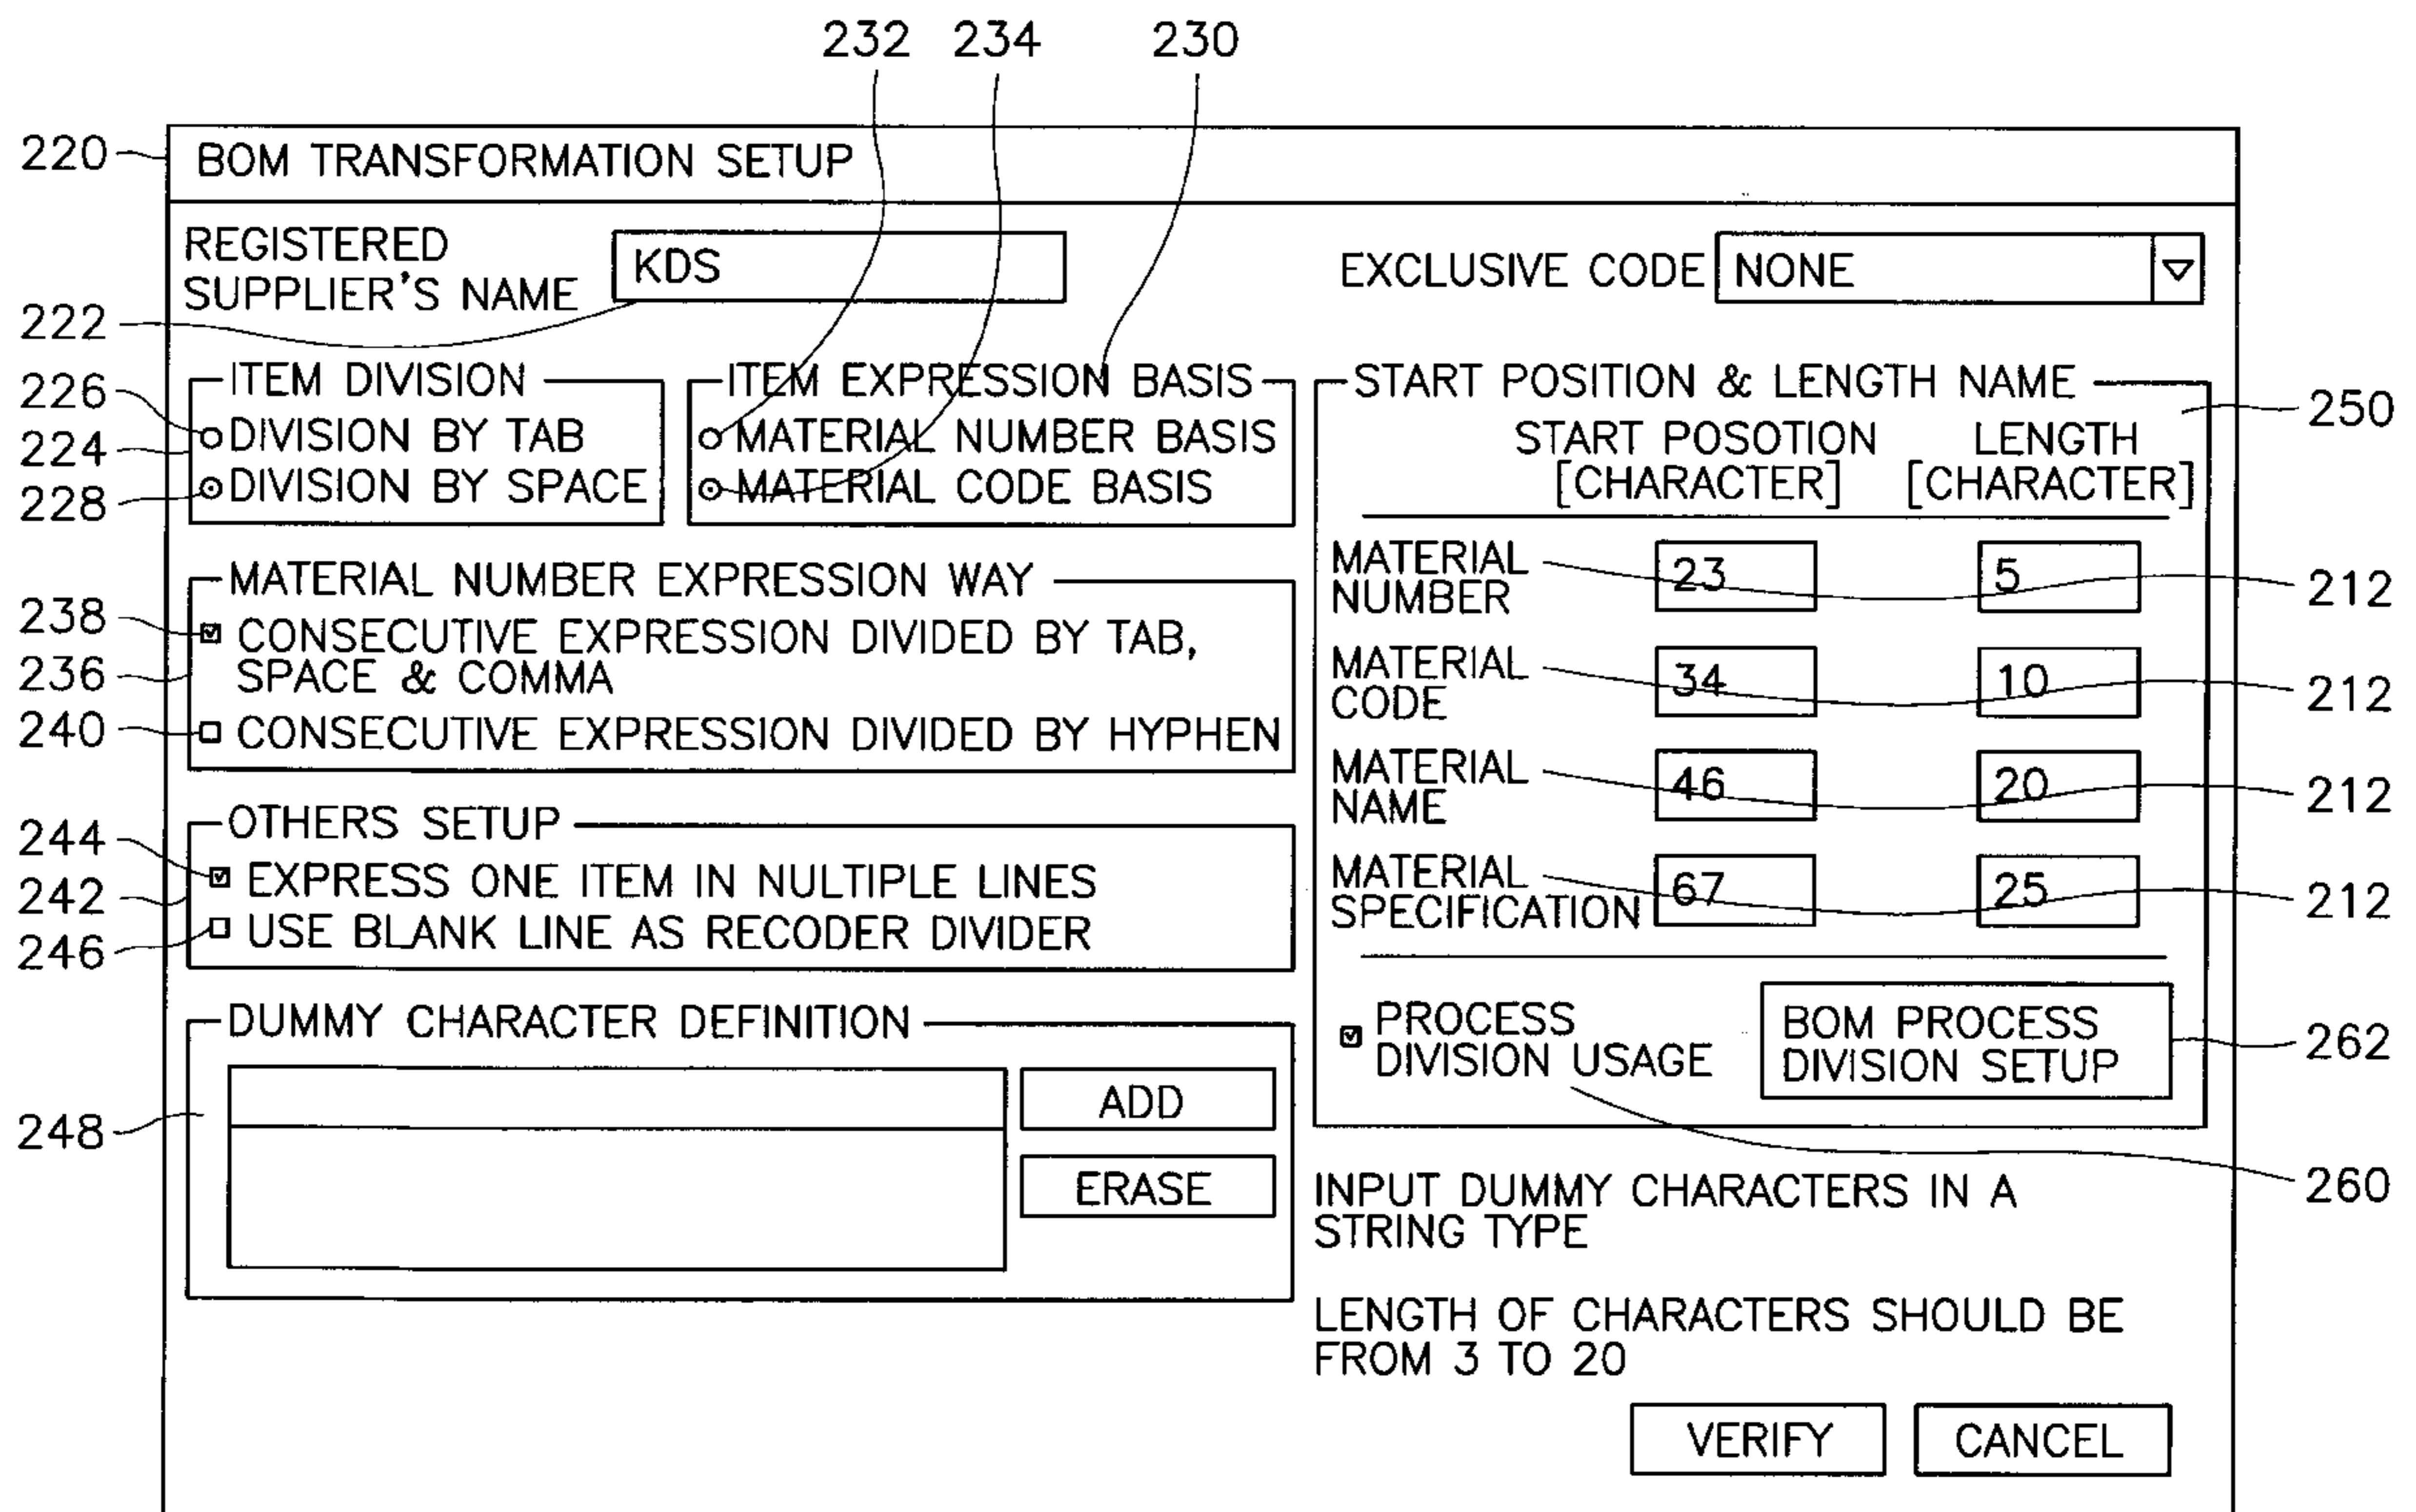 232 234 230
220 BOM TRANSFORMATION SETUP
REGISTERED
SUPPLIER'S NAME
KDS
EXCLUSIVE CODE NONE
222
ITEM DIVISION
226 DIVISION BY TAB
224
228 DIVISION BY SPACE
ITEM EXPRESSION BASIS
MATERIAL NUMBER BASIS
MATERIAL CODE BASIS
MATERIAL NUMBER EXPRESSION WAY
238 CONSECUTIVE EXPRESSION DIVIDED BY TAB,
236 SPACE & COMMA
240 CONSECUTIVE EXPRESSION DIVIDED BY HYPHEN
OTHERS SETUP
244
EXPRESS ONE ITEM IN NULTIPLE LINES
242
246 USE BLANK LINE AS RECODER DIVIDER
DUMMY CHARACTER DEFINITION
248
ADD
ERASE
START POSITION & LENGTH NAME
250
START POSOTION LENGTH
[CHARACTER] [CHARACTER]
MATERIAL
NUMBER
23 5 212
MATERIAL
CODE
34 10 212
MATERIAL
NAME
46 20 212
MATERIAL
SPECIFICATION
67 25 212
PROCESS
DIVISION USAGE
BOM PROCESS
DIVISION SETUP
262
260
INPUT DUMMY CHARACTERS IN A
STRING TYPE
LENGTH OF CHARACTERS SHOULD BE
FROM 3 TO 20
VERIFY CANCEL